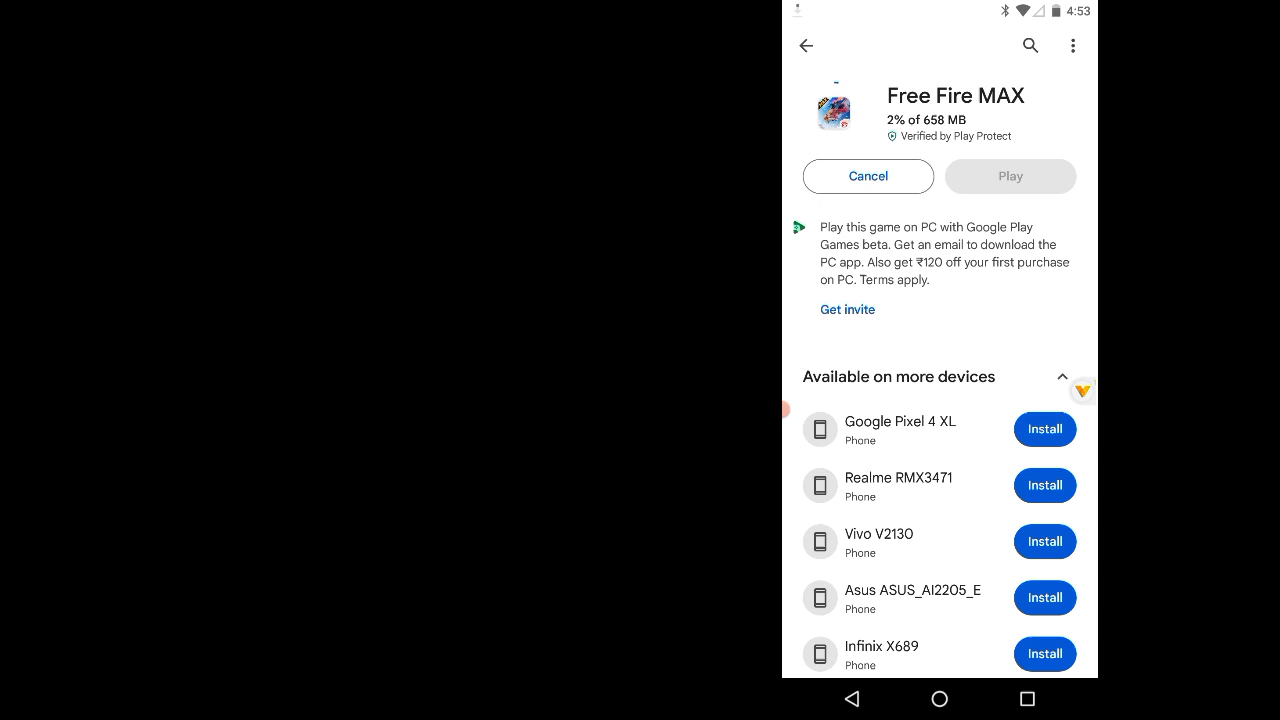 4:53
Free Fire MAX
2% of 658 MB
Verified by Play Protect
Cancel
Play
Play this game on PC with Google Play
Games beta. Get an email to download the
PC app. Also get ₹120 off your first purchase
on PC. Terms apply.
Get invite
Available on more devices
Google Pixel 4 XL
Phone
Install
Realme RMX3471
Phone
Install
Vivo V2130
Phone
Install
Asus ASUS_AI2205_E
Phone
Install
Infinix X689
Phone
Install